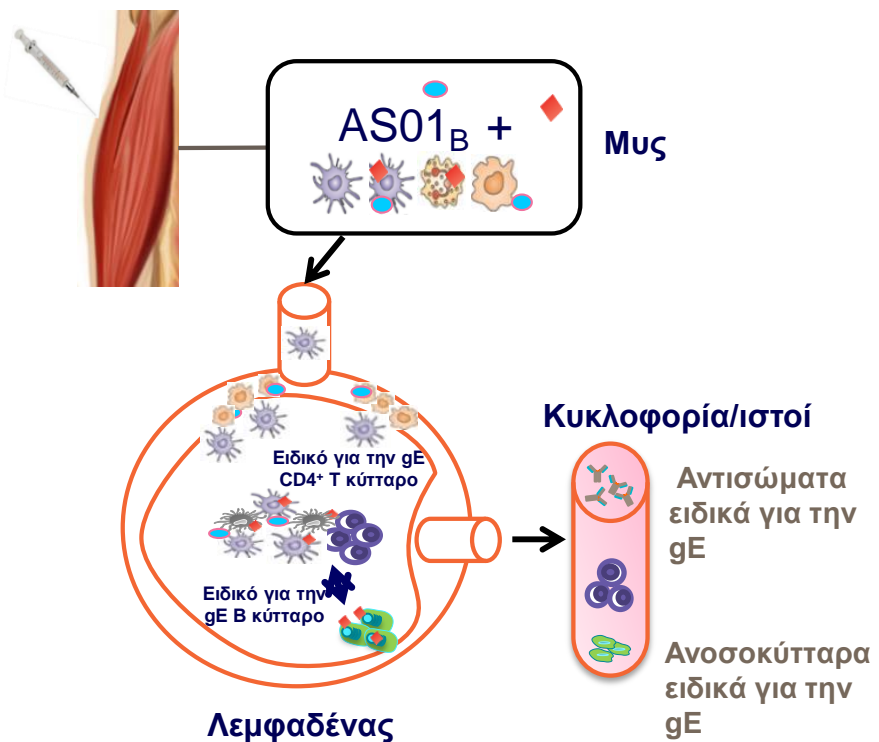 AS01B +
Μυς
Κυκλοφορία/ιστοί
Ειδικό για την gE
CD4⁺ Τ κύτταρο
Αντισώματα
ειδικά για την
gE
Ειδικό για την
gE Β κύτταρο
Ανοσοκύτταρα
ειδικά για την
gE
Λεμφαδένας